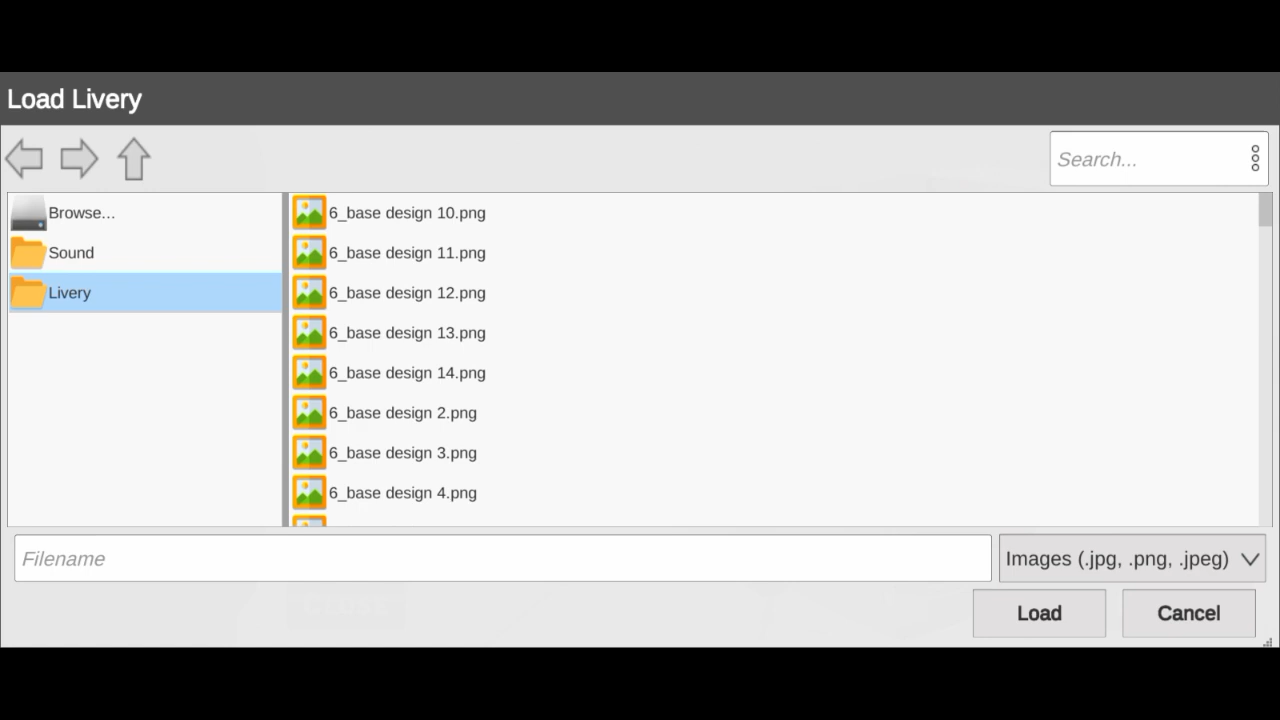 Load Livery
Search...
Browse...
Sound
Livery
6_base design 10.png
6_base design 11.png
6_base design 12.png
6_base design 13.png
6_base design 14.png
6_base design 2.png
6_base design 3.png
6_base design 4.png
Filename
Images (.jpg, .png, .jpeg)
Load
Cancel